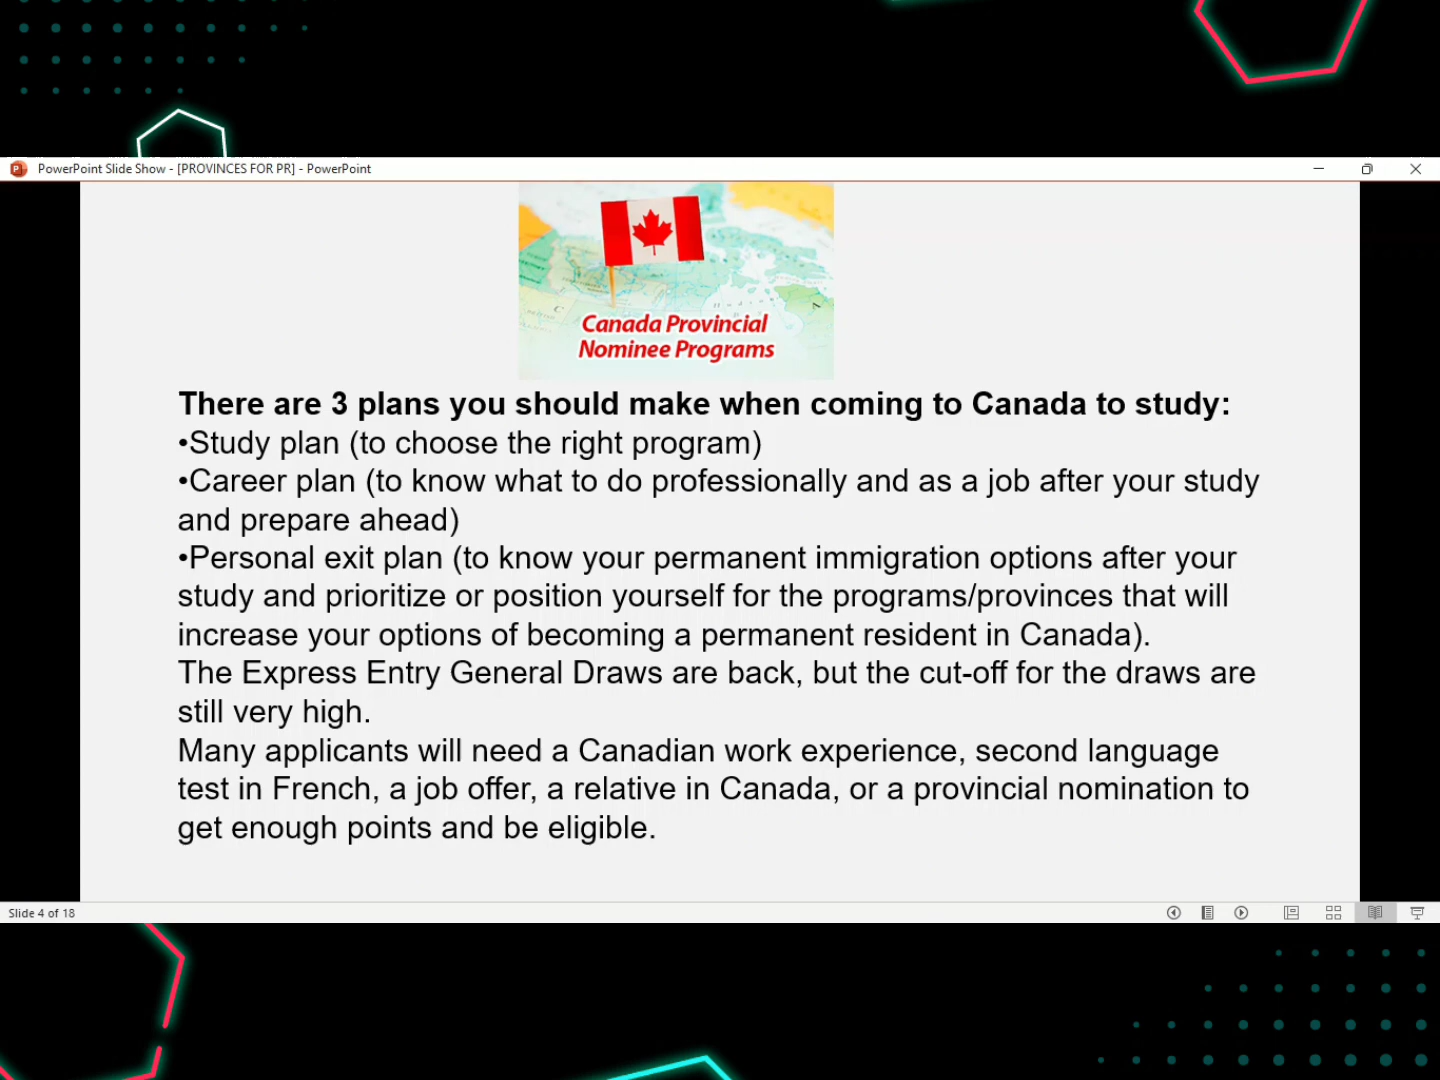 PowerPoint Slide Show - [PROVINCES FOR PR] - PowerPoint
Canada Provincial
Nominee Programs
There are 3 plans you should make when coming to Canada to study:
•Study plan (to choose the right program)
•Career plan (to know what to do professionally and as a job after your study
and prepare ahead)
•Personal exit plan (to know your permanent immigration options after your
study and prioritize or position yourself for the programs/provinces that will
increase your options of becoming a permanent resident in Canada).
The Express Entry General Draws are back, but the cut-off for the draws are
still very high.
Many applicants will need a Canadian work experience, second language
test in French, a job offer, a relative in Canada, or a provincial nomination to
get enough points and be eligible.
Slide 4 of 18